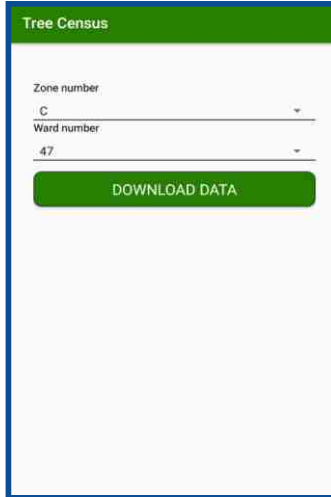 Tree Census
Zone number
C
Ward number
47
DOWNLOAD DATA